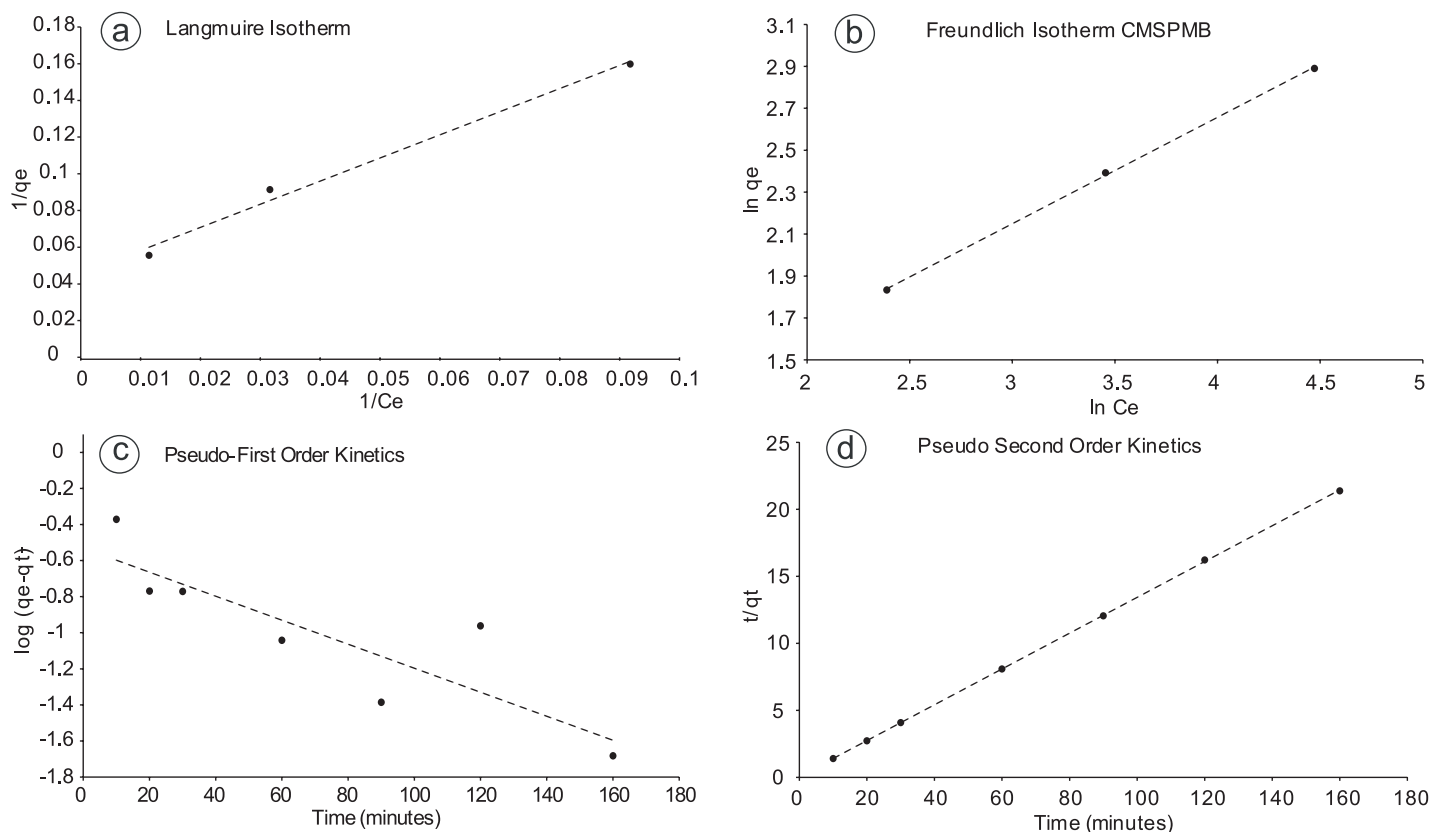 a Langmuire Isotherm
0.18
0.16
0.14
0.12
0.1
0.08
0.06
0.04
0.02
0
1/qe
0 0.01 0.02 0.03 0.04 0.05 0.06 0.07 0.08 0.09 0.1
1/Ce
b Freundlich Isotherm CMSPMB
3.1
2.9
2.7
2.5
2.3
2.1
1.9
1.7
1.5
ln qe
2 2.5 3 3.5 4 4.5 5
ln Ce
c Pseudo-First Order Kinetics
0
-0.2
-0.4
-0.6
-0.8
-1
-1.2
-1.4
-1.6
-1.8
log (qe-qt)
0 20 40 60 80 100 120 140 160 180
Time (minutes)
d Pseudo Second Order Kinetics
25
20
15
10
5
0
t/qt
0 20 40 60 80 100 120 140 160 180
Time (minutes)